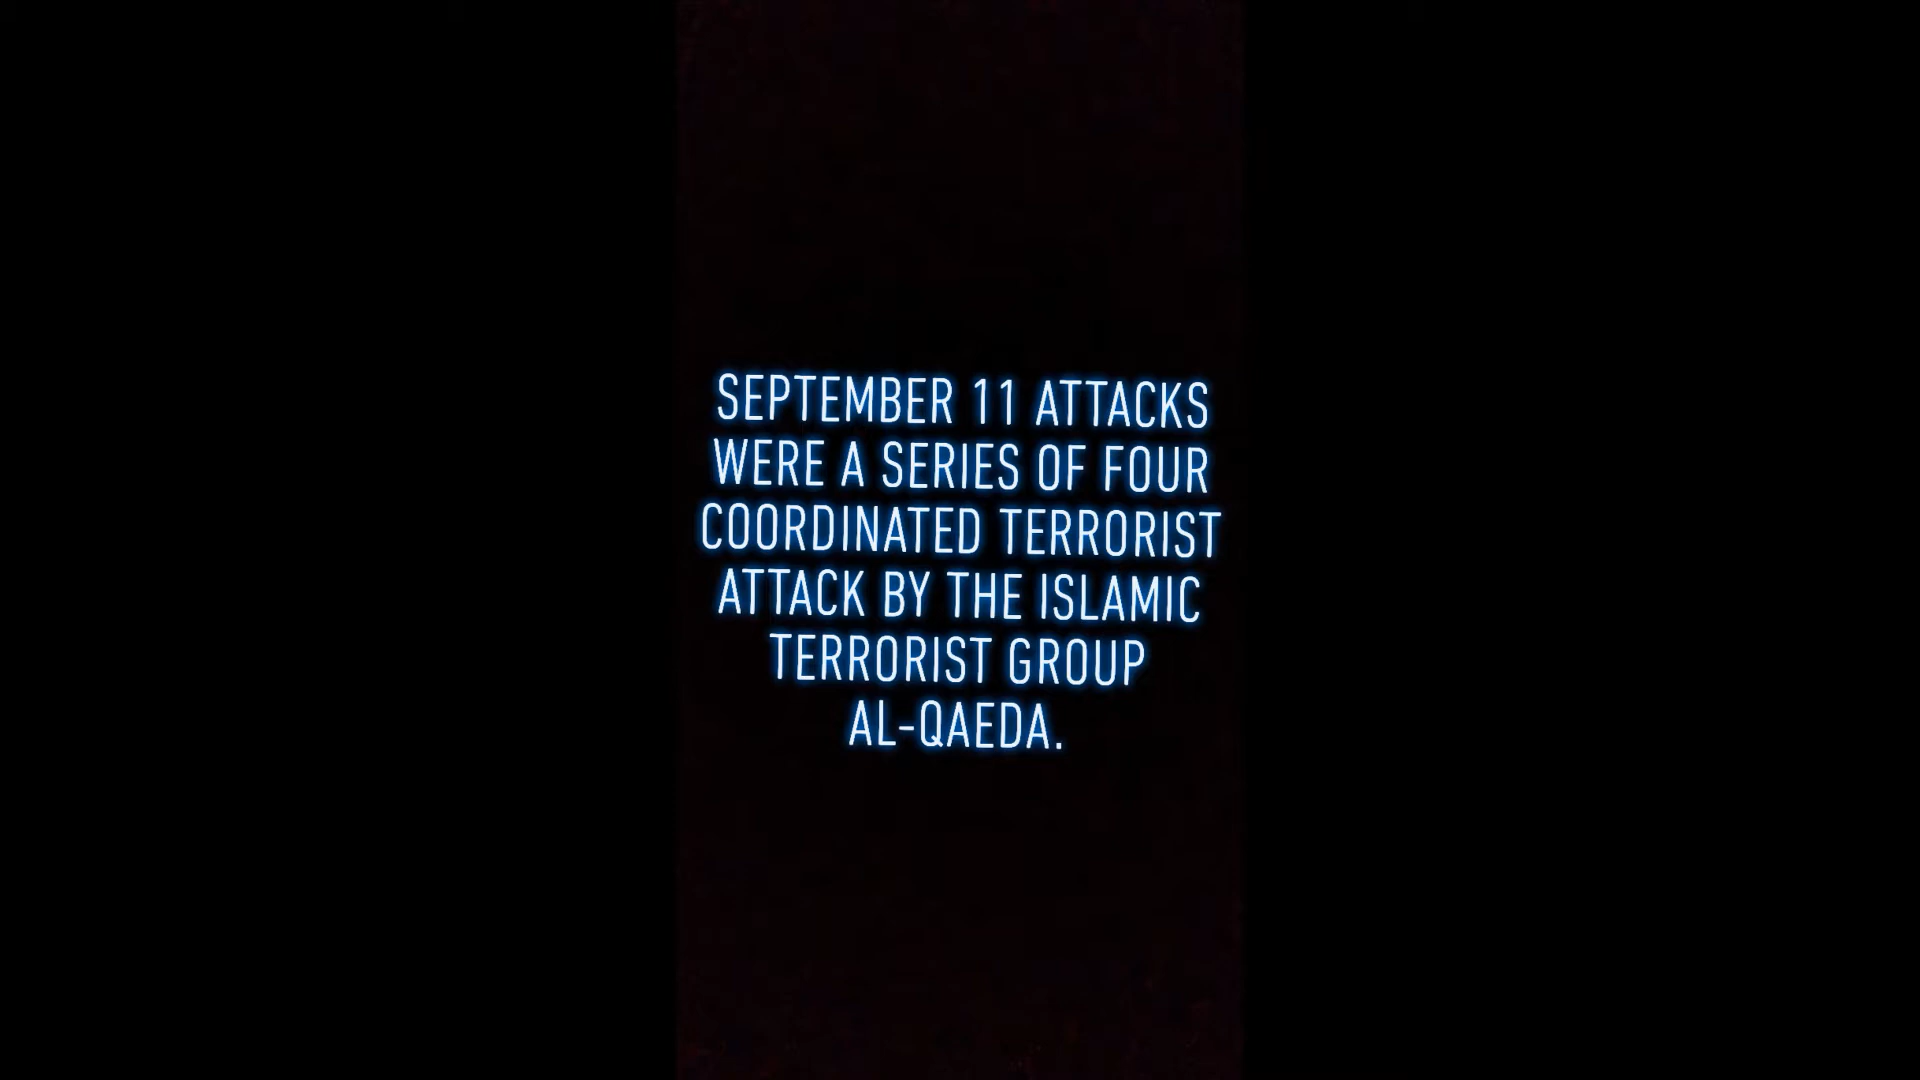 SEPTEMBER 11 ATTACKS
WERE A SERIES OF FOUR
COORDINATED TERRORIST
ATTACK BY THE ISLAMIC
TERRORIST GROUP
AL-QAEDA.